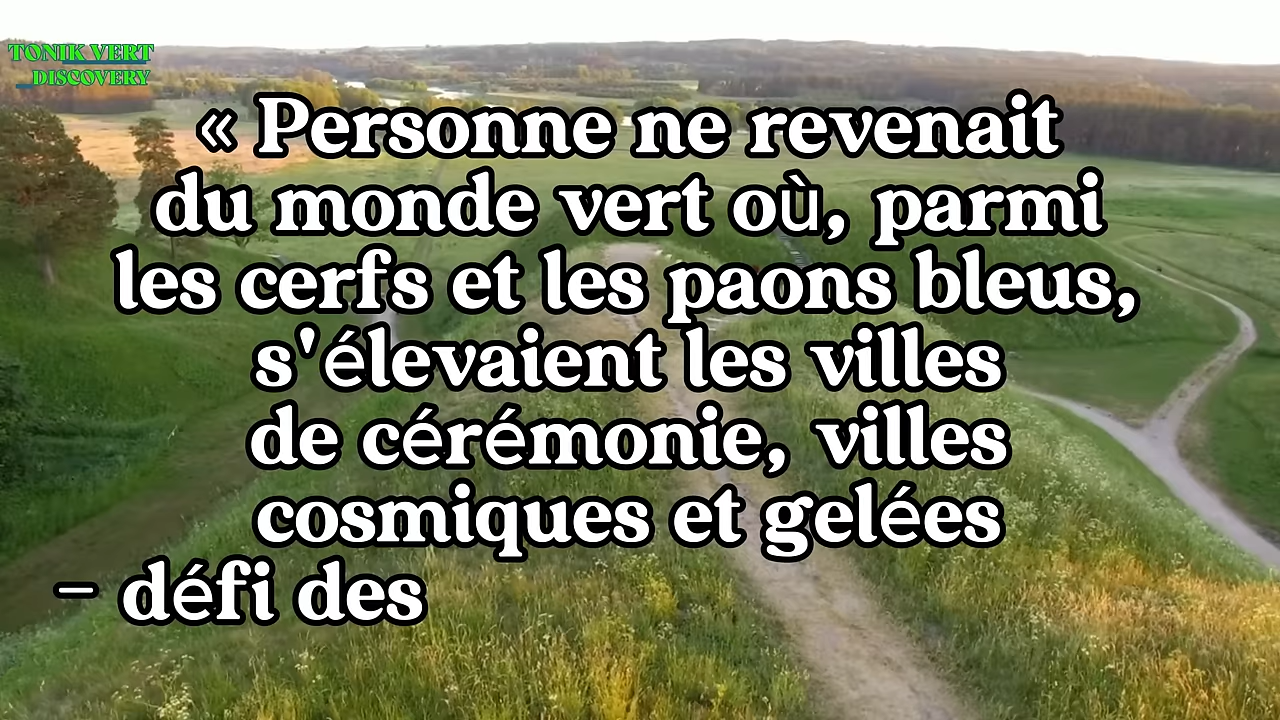 TONIK VERT
_DISCOVERY
« Personne ne revenait
du monde vert où, parmi
les cerfs et les paons bleus,
s'élevaient les villes
de cérémonie, villes
cosmiques et gelées
– défi des